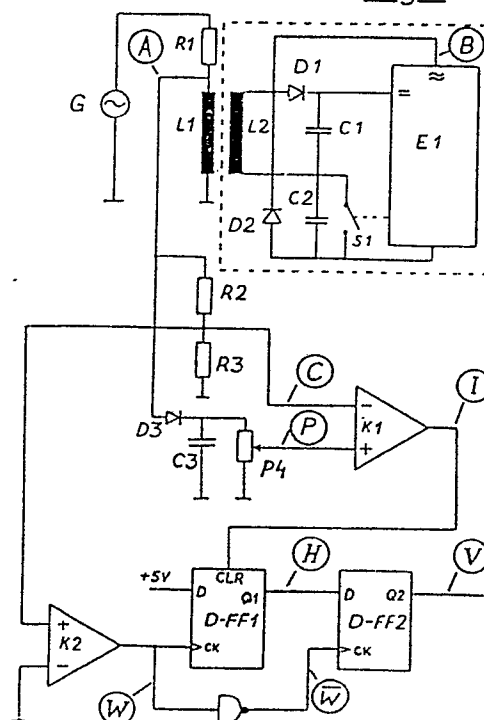 R1
A
B
G
D1
L1
L2
C1
E1
=
≈
C2
D2
S1
R2
R3
C
I
D3
C3
P4
P
−
K1
+
H
V
+5V
CLR
D
Q1
D-FF1
CK
D
Q2
D-FF2
CK
+
K2
−
W
W̅